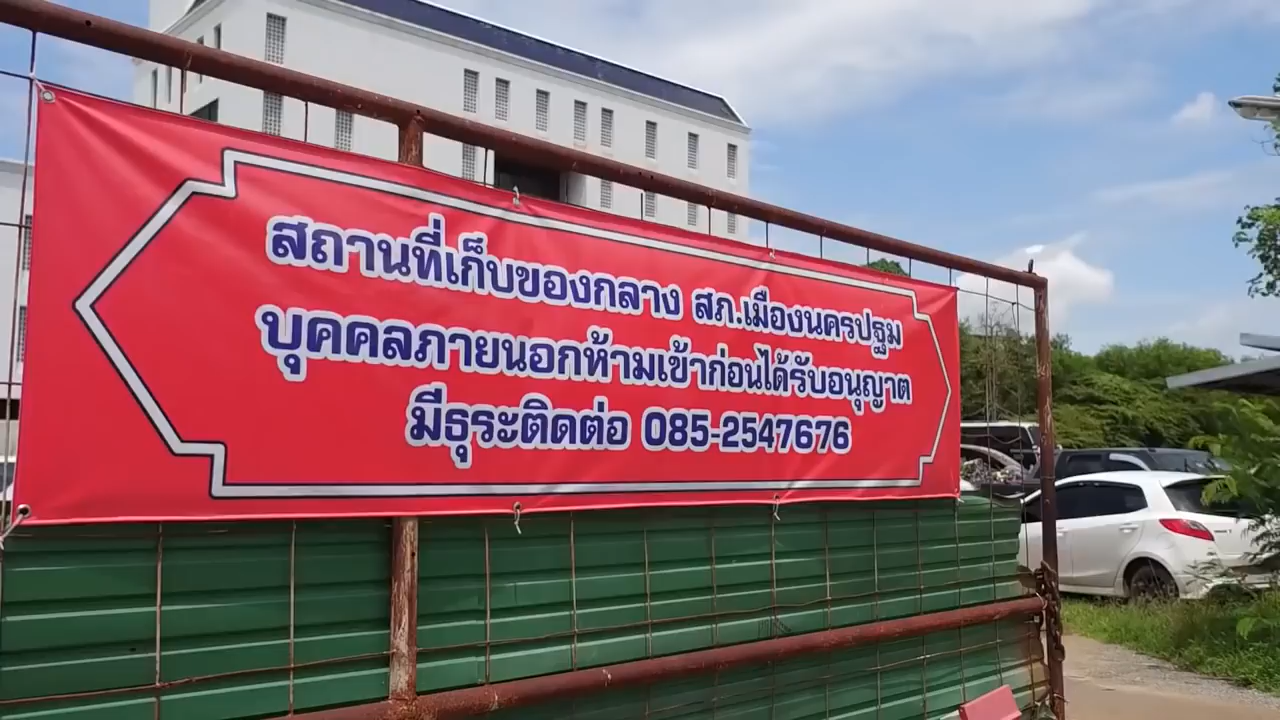 สถานที่เก็บของกลาง สภ.เมืองนครปฐม
บุคคลภายนอกห้ามเข้าก่อนได้รับอนุญาต
มีธุระติดต่อ 085-2547676